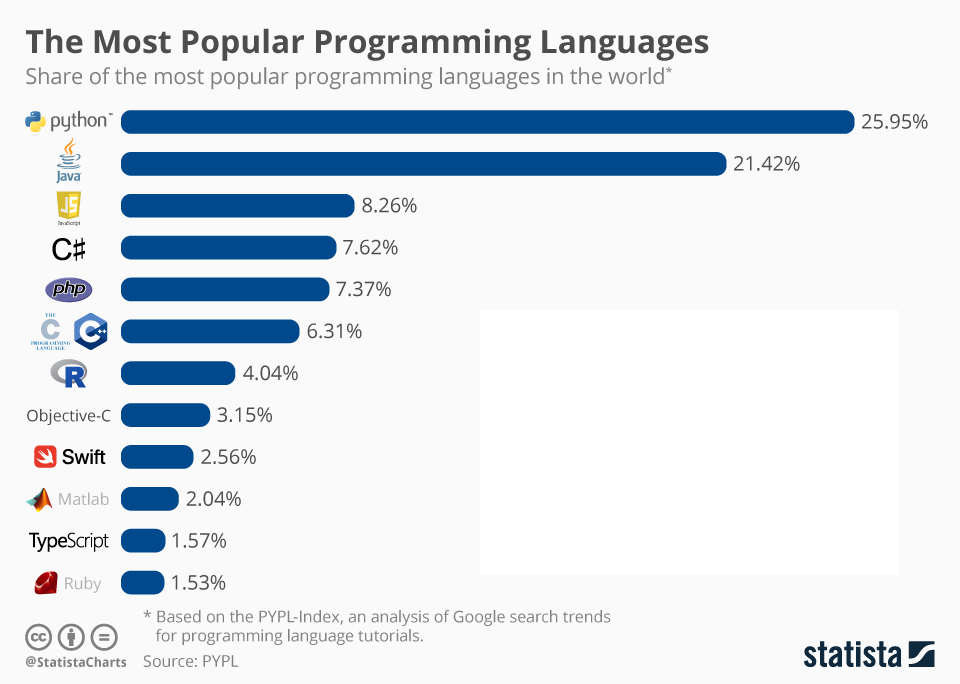 The Most Popular Programming Languages
Share of the most popular programming languages in the world*
python™ 25.95%
Java 21.42%
JS JavaScript 8.26%
C# 7.62%
php 7.37%
THE C PROGRAMMING LANGUAGE C++ 6.31%
R 4.04%
Objective-C 3.15%
Swift 2.56%
Matlab 2.04%
TypeScript 1.57%
Ruby 1.53%
* Based on the PYPL-Index, an analysis of Google search trends
for programming language tutorials.
cc =
@StatistaCharts Source: PYPL
statista